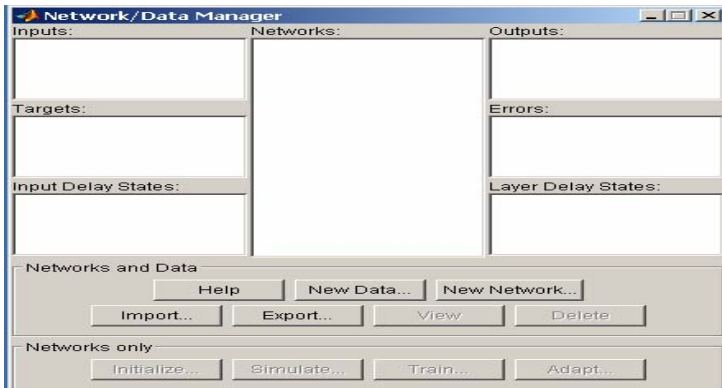 Network/Data Manager
Inputs:
Networks:
Outputs:
Targets:
Errors:
Input Delay States:
Layer Delay States:
Networks and Data
Help
New Data...
New Network...
Import...
Export...
View
Delete
Networks only
Initialize...
Simulate...
Train...
Adapt...